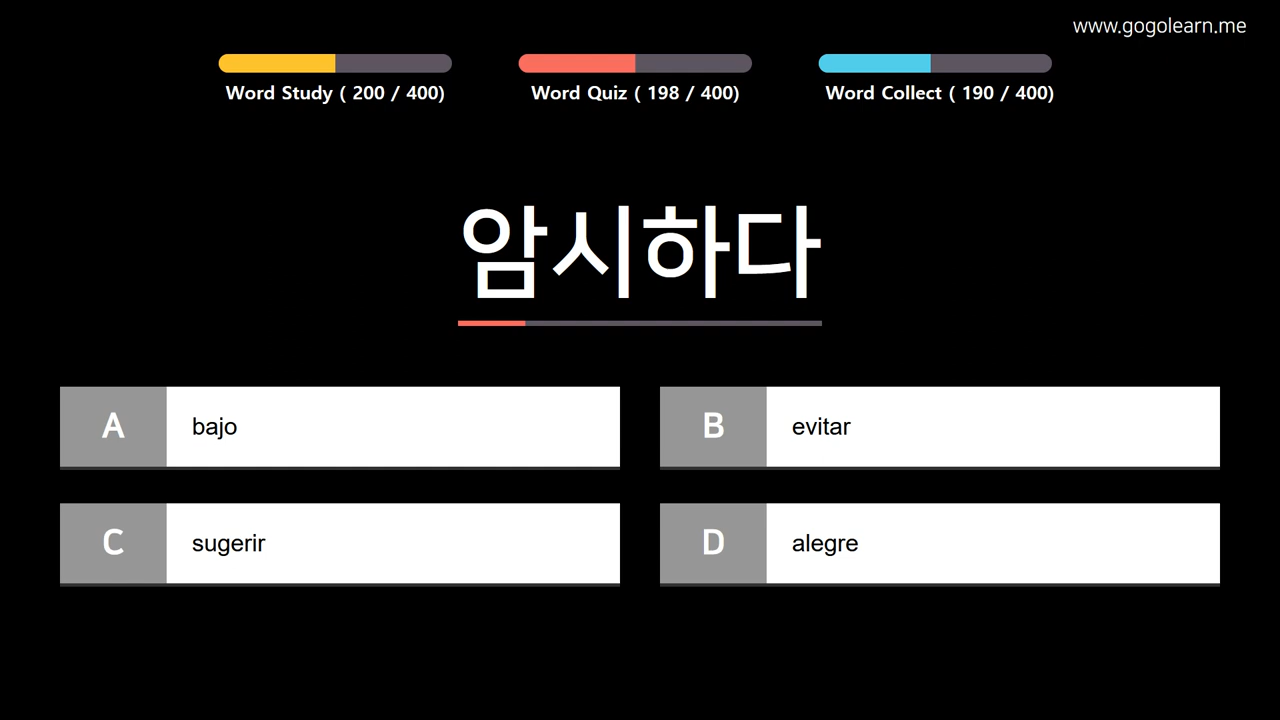 www.gogolearn.me
Word Study ( 200 / 400)
Word Quiz ( 198 / 400)
Word Collect ( 190 / 400)
암시하다
A bajo
B evitar
C sugerir
D alegre